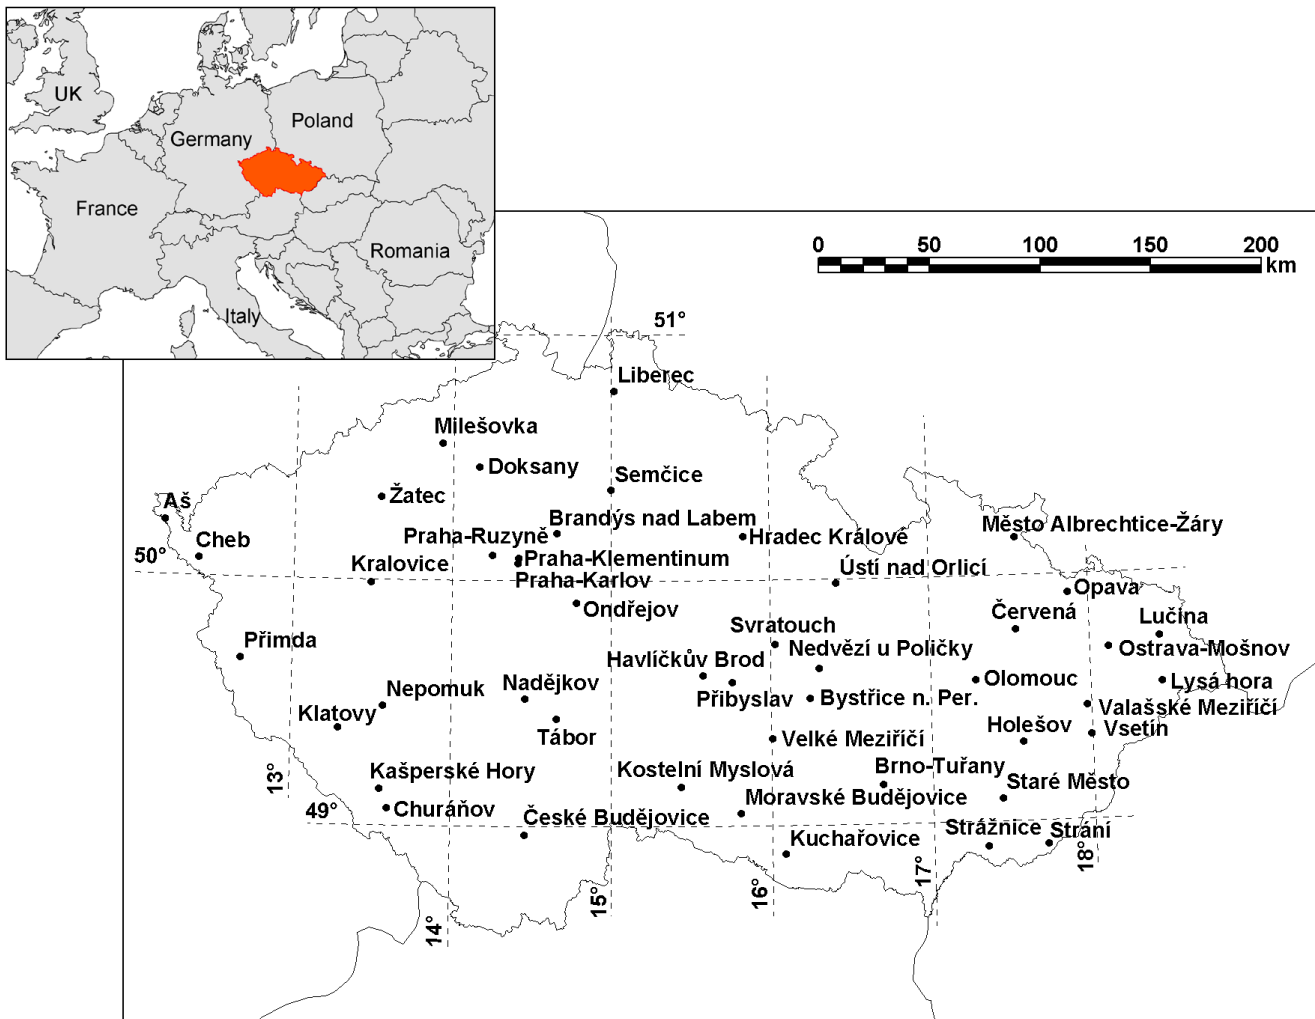 UK
Poland
Germany
France
Romania
Italy
0 50 100 150 200
km
51°
Liberec
Milešovka
Doksany
Semčice
Žatec
Aš
Brandýs nad Labem
Město Albrechtice-Žáry
Praha-Ruzyně
Hradec Králové
Cheb
50°
Praha-Klementinum
Kralovice
Ústí nad Orlicí
Praha-Karlov
Opava
Ondřejov
Červená
Lučina
Svratouch
Přimda
Nedvězí u Poličky
Ostrava-Mošnov
Havlíčkův Brod
Olomouc
Lysá hora
Nadějkov
Nepomuk
Přibyslav
Bystřice n. Per.
Valašské Meziříčí
Klatovy
Holešov
Vsetín
Tábor
Velké Meziříčí
13°
Kašperské Hory
Kostelní Myslová
Brno-Tuřany
Staré Město
Moravské Budějovice
49°
Churáňov
České Budějovice
Strážnice
Strání
Kuchařovice
18°
17°
16°
15°
14°